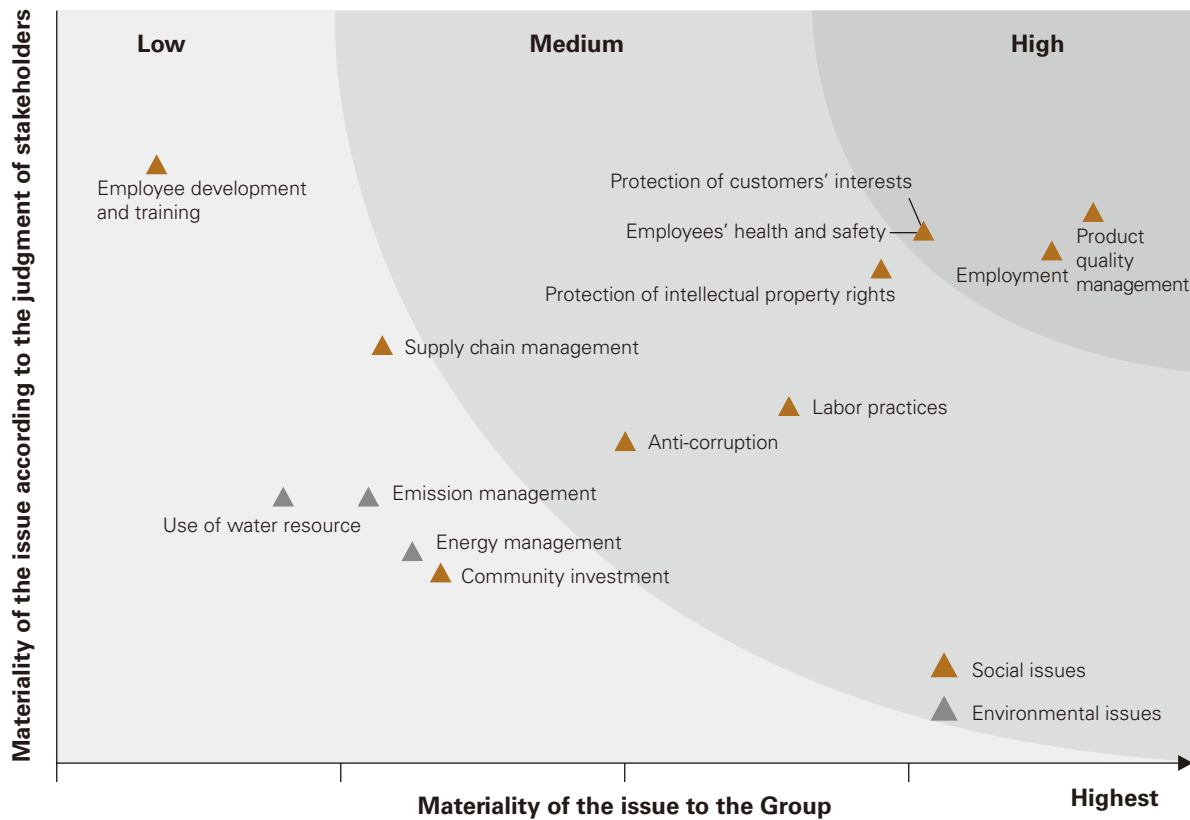 Materiality of the issue according to the judgment of stakeholders
Low
Medium
High
Employee development
and training
Protection of customers’ interests
Employees’ health and safety
Protection of intellectual property rights
Employment
Product
quality
management
Supply chain management
Labor practices
Anti-corruption
Emission management
Use of water resource
Energy management
Community investment
Social issues
Environmental issues
Materiality of the issue to the Group
Highest